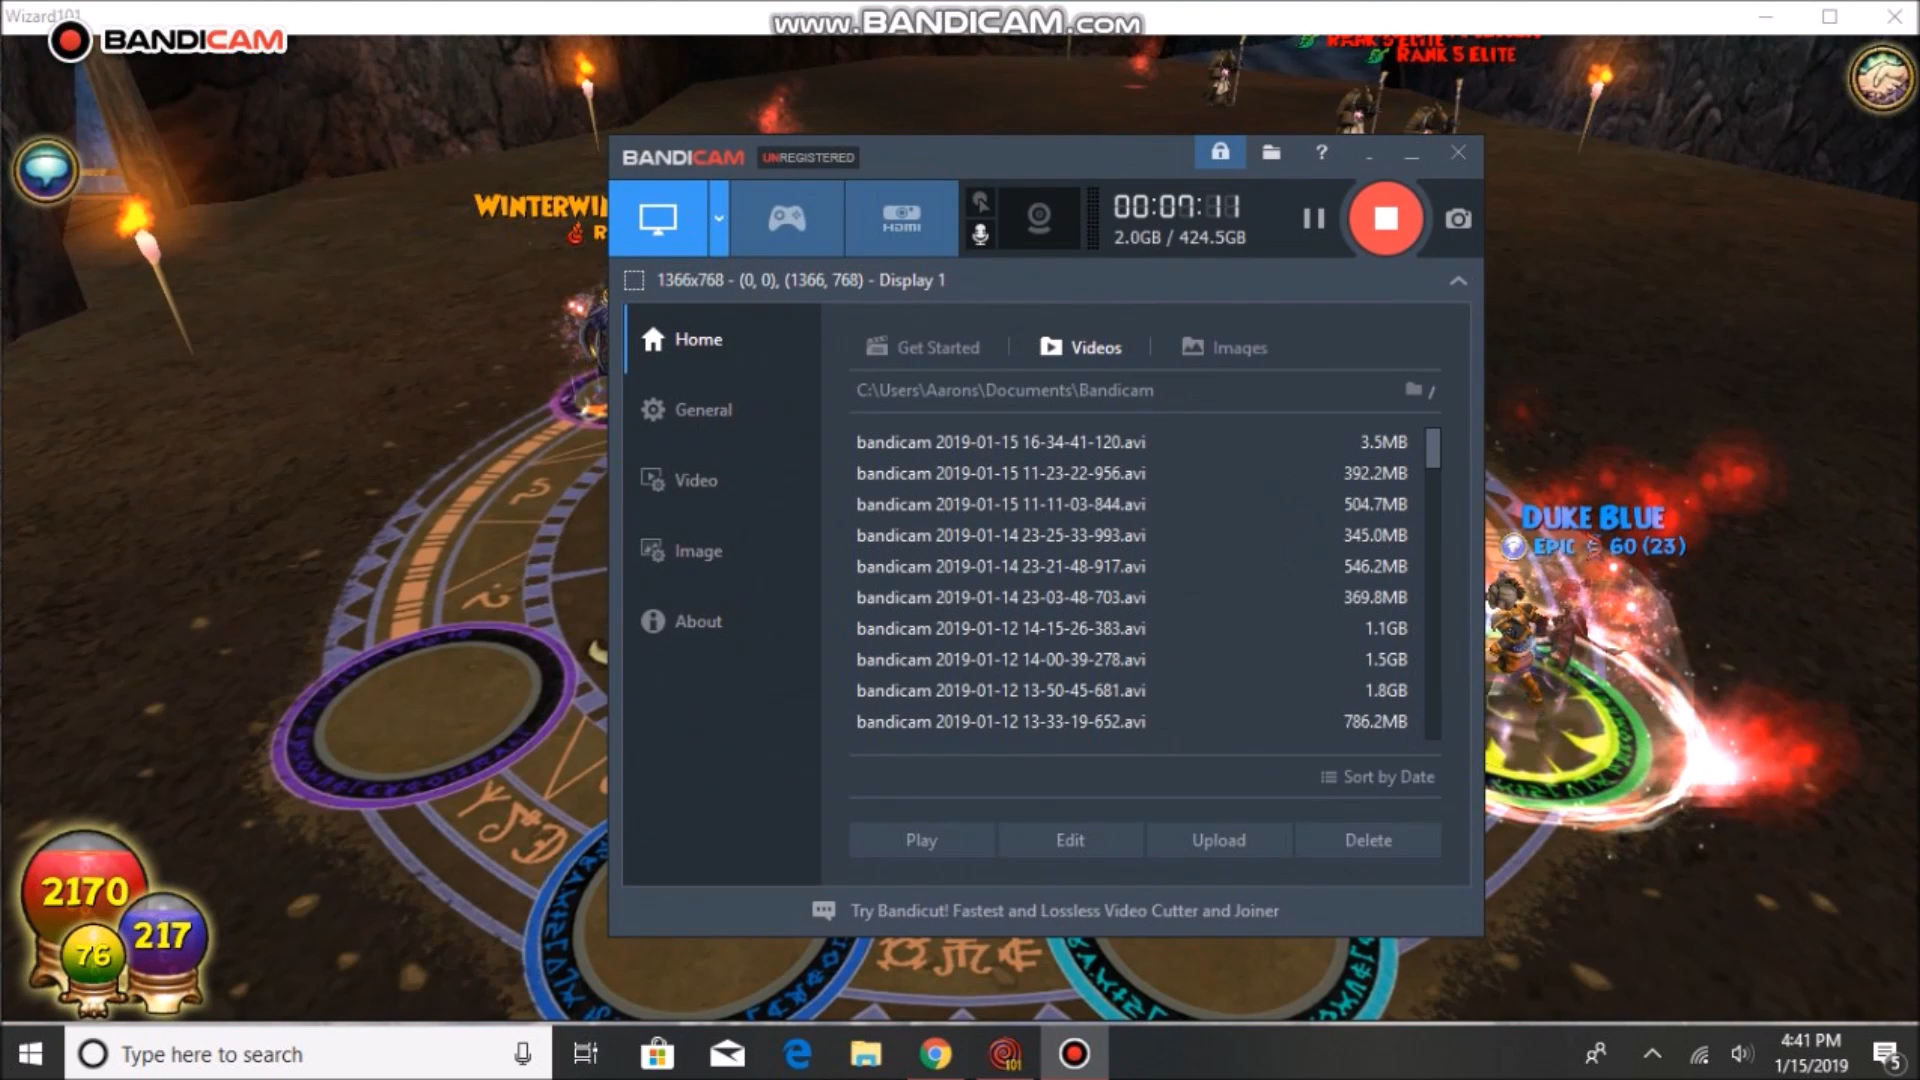 Wizard101
www.BANDICAM.com
BANDICAM
RANK 5 ELITE
RANK 5 ELITE
WINTERWI
R
BANDICAM UNREGISTERED
?
HDMI
00:07:11
2.0GB / 424.5GB
1366x768 - (0, 0), (1366, 768) - Display 1
Home
General
Video
Image
About
Get Started
Videos
Images
C:\Users\Aarons\Documents\Bandicam
/
bandicam 2019-01-15 16-34-41-120.avi 3.5MB
bandicam 2019-01-15 11-23-22-956.avi 392.2MB
bandicam 2019-01-15 11-11-03-844.avi 504.7MB
bandicam 2019-01-14 23-25-33-993.avi 345.0MB
bandicam 2019-01-14 23-21-48-917.avi 546.2MB
bandicam 2019-01-14 23-03-48-703.avi 369.8MB
bandicam 2019-01-12 14-15-26-383.avi 1.1GB
bandicam 2019-01-12 14-00-39-278.avi 1.5GB
bandicam 2019-01-12 13-50-45-681.avi 1.8GB
bandicam 2019-01-12 13-33-19-652.avi 786.2MB
Sort by Date
Play
Edit
Upload
Delete
Try Bandicut! Fastest and Lossless Video Cutter and Joiner
DUKE BLUE
EPIC 60 (23)
2170
217
76
Type here to search
101
4:41 PM
1/15/2019
5